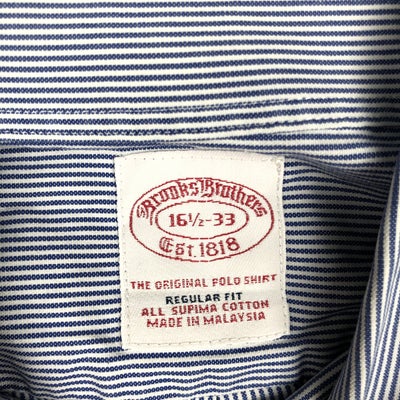 Brooks Brothers
16½-33
Est. 1818
THE ORIGINAL POLO SHIRT
REGULAR FIT
ALL SUPIMA COTTON
MADE IN MALAYSIA